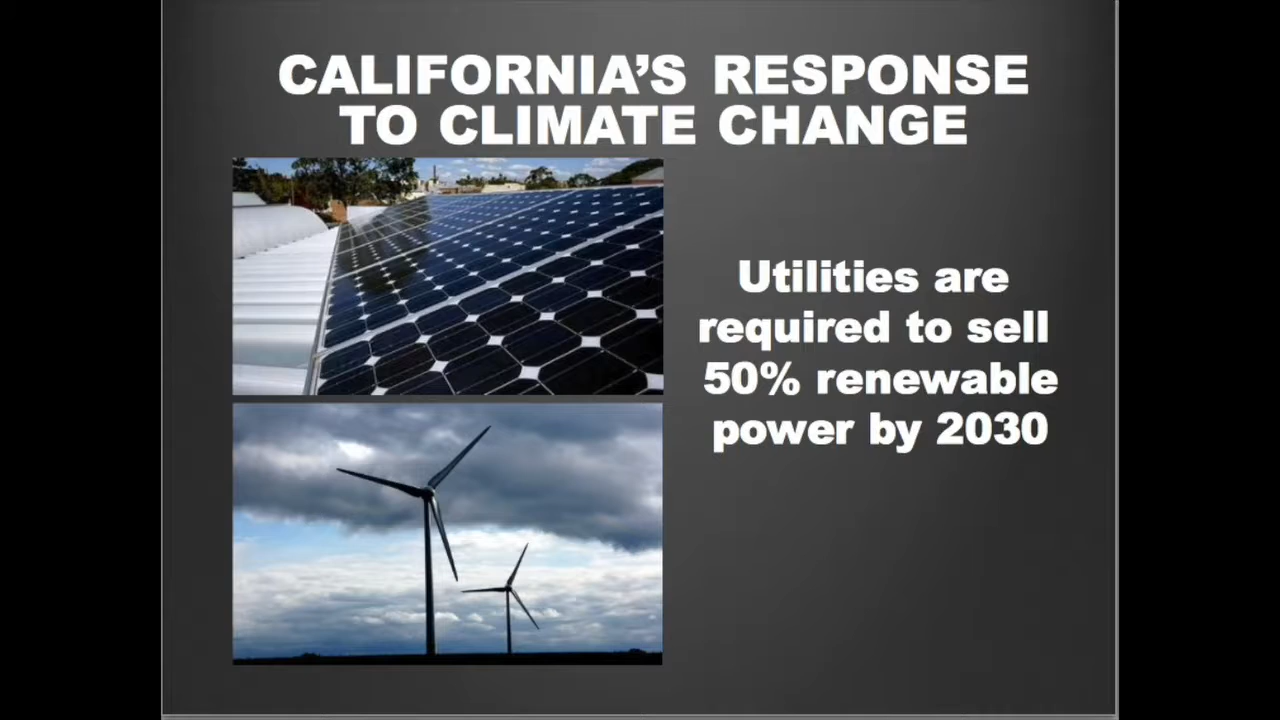 CALIFORNIA’S RESPONSE
TO CLIMATE CHANGE
Utilities are
required to sell
50% renewable
power by 2030